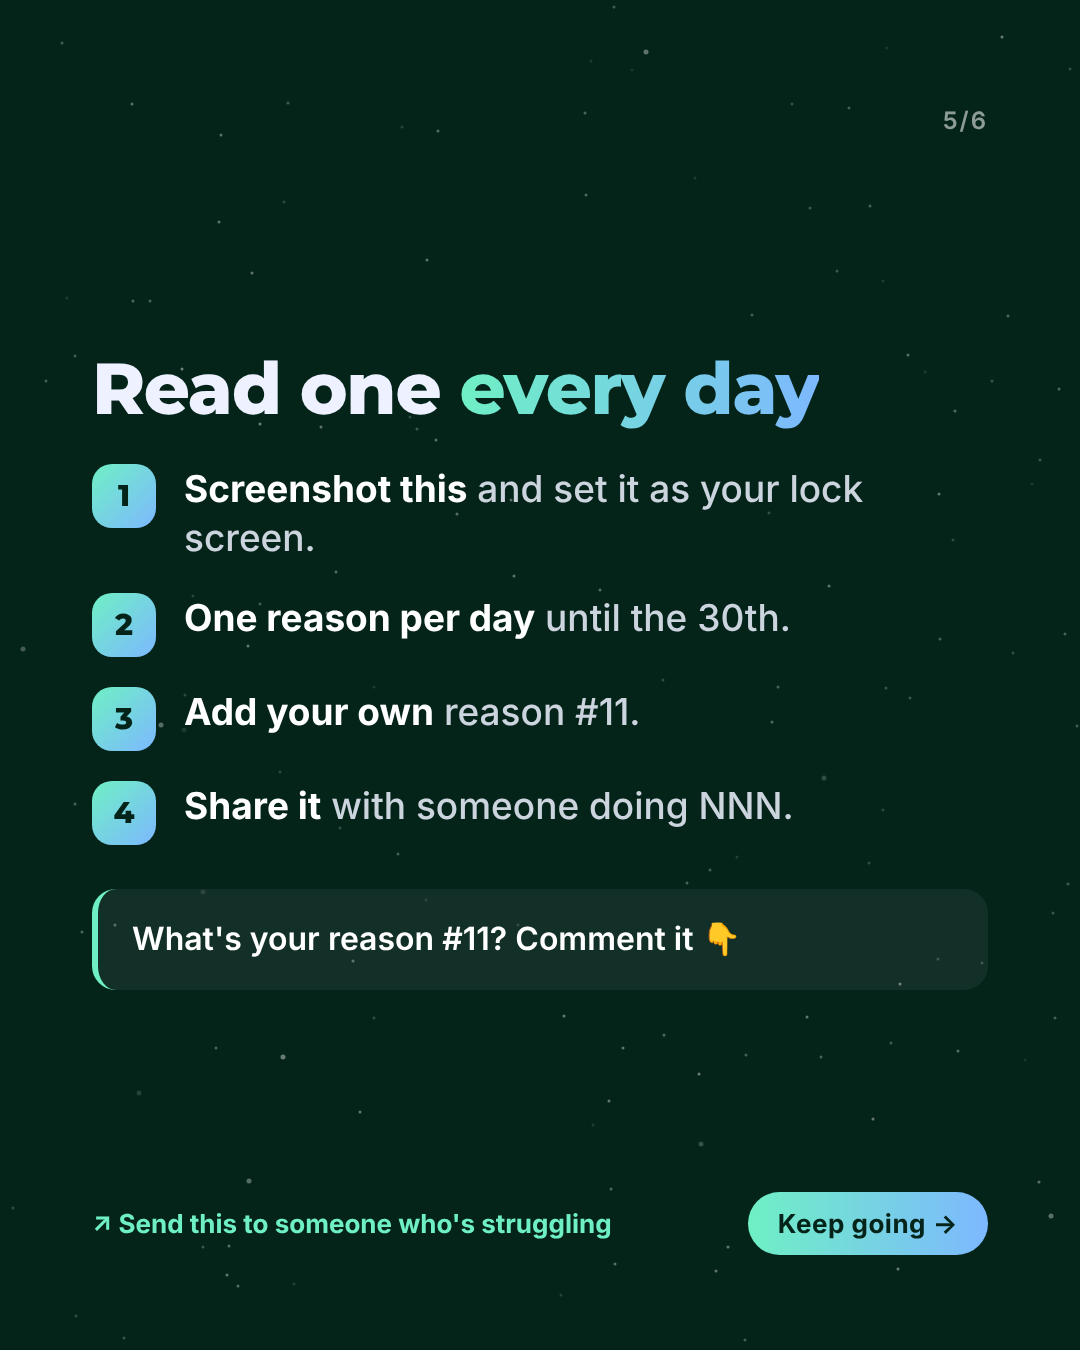 5/6
Read one every day
1 Screenshot this and set it as your lock
screen.
2 One reason per day until the 30th.
3 Add your own reason #11.
4 Share it with someone doing NNN.
What's your reason #11? Comment it 👇
↗ Send this to someone who's struggling
Keep going →